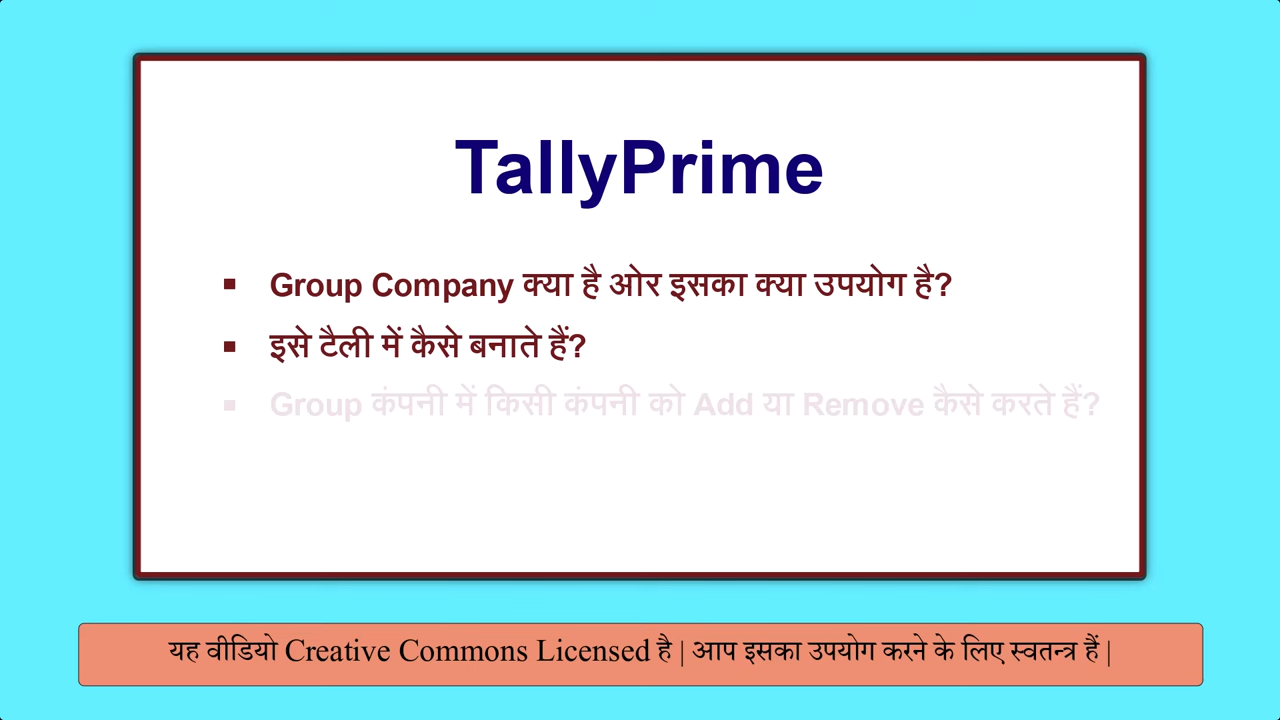 TallyPrime
▪ Group Company क्या है ओर इसका क्या उपयोग है?
▪ इसे टैली में कैसे बनाते हैं?
▪ Group कंपनी में किसी कंपनी को Add या Remove कैसे करते हैं?
यह वीडियो Creative Commons Licensed है | आप इसका उपयोग करने के लिए स्वतन्त्र हैं |